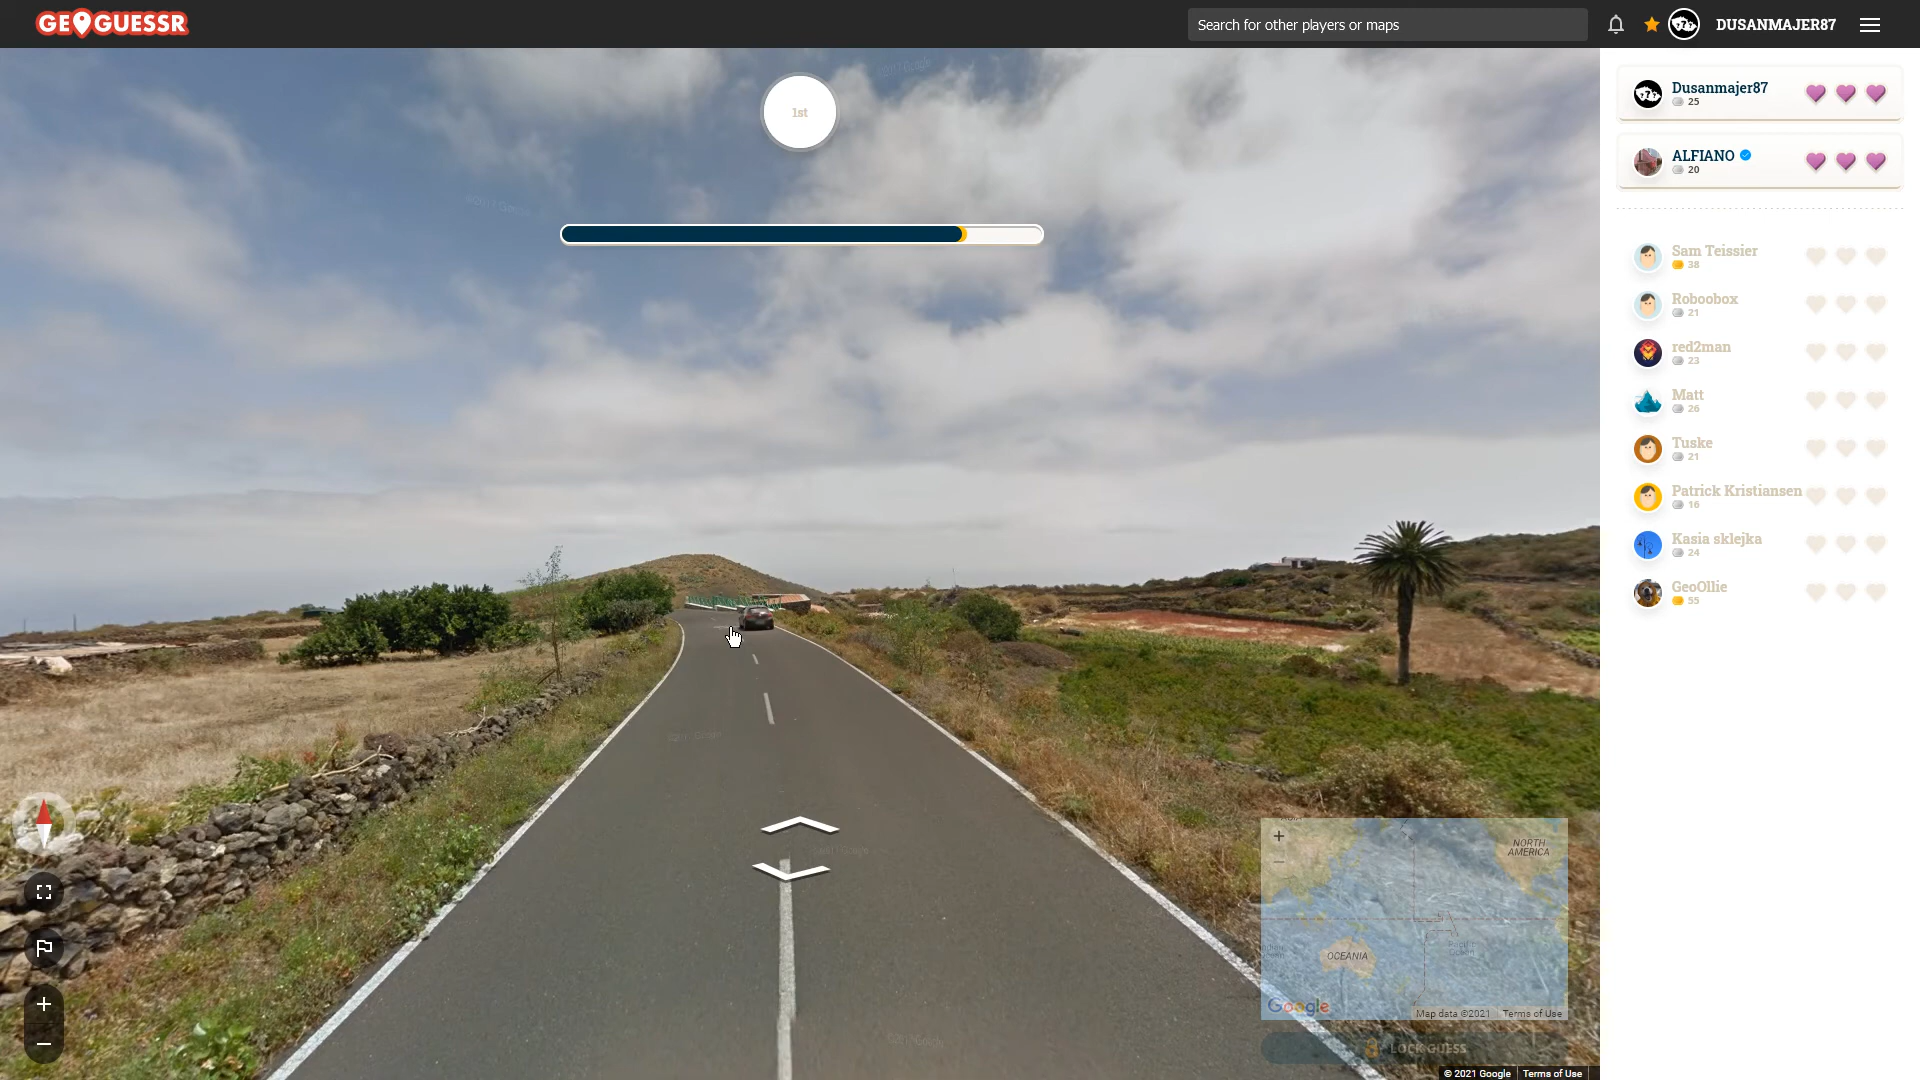 GEOGUESSR
Search for other players or maps
DUSANMAJER87
1st
Dusanmajer87
25
ALFIANO
20
Sam Teissier
38
Roboobox
21
red2man
23
Matt
26
Tuske
21
Patrick Kristiansen
16
Kasia sklejka
24
GeoOllie
55
NORTH
AMERICA
Pacific
Ocean
OCEANIA
Google
Map data ©2021
Terms of Use
LOCK GUESS
© 2021 Google
Terms of Use